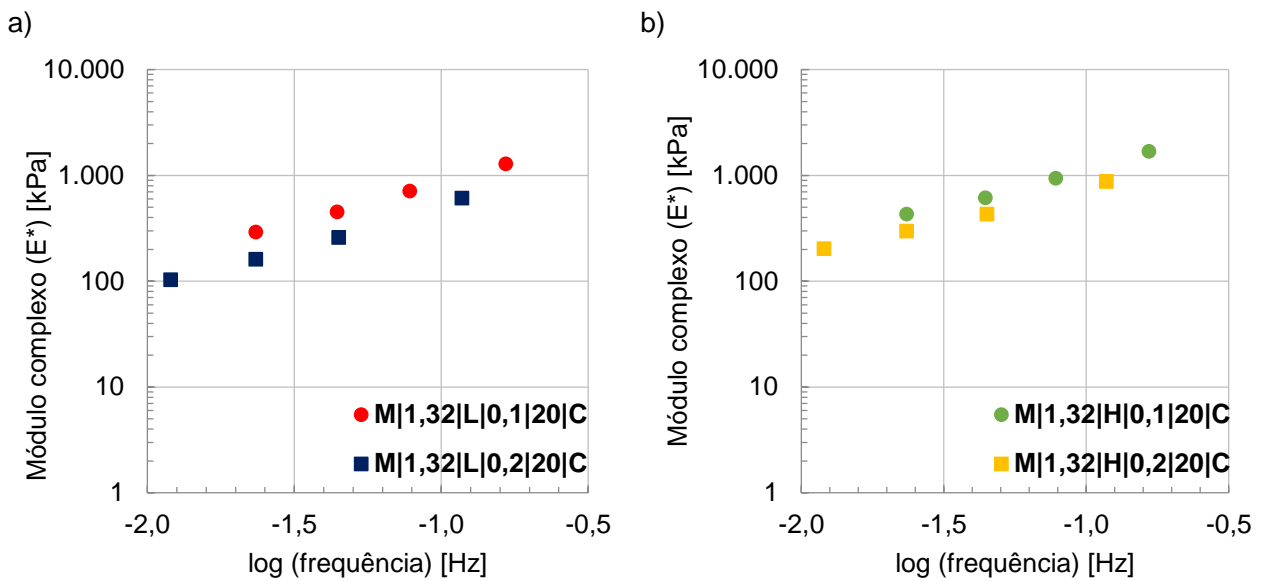 a)
Módulo complexo (E*) [kPa]
10.000
1.000
100
10
1
M|1,32|L|0,1|20|C
M|1,32|L|0,2|20|C
-2,0 -1,5 -1,0 -0,5
log (frequência) [Hz]
b)
Módulo complexo (E*) [kPa]
10.000
1.000
100
10
1
M|1,32|H|0,1|20|C
M|1,32|H|0,2|20|C
-2,0 -1,5 -1,0 -0,5
log (frequência) [Hz]